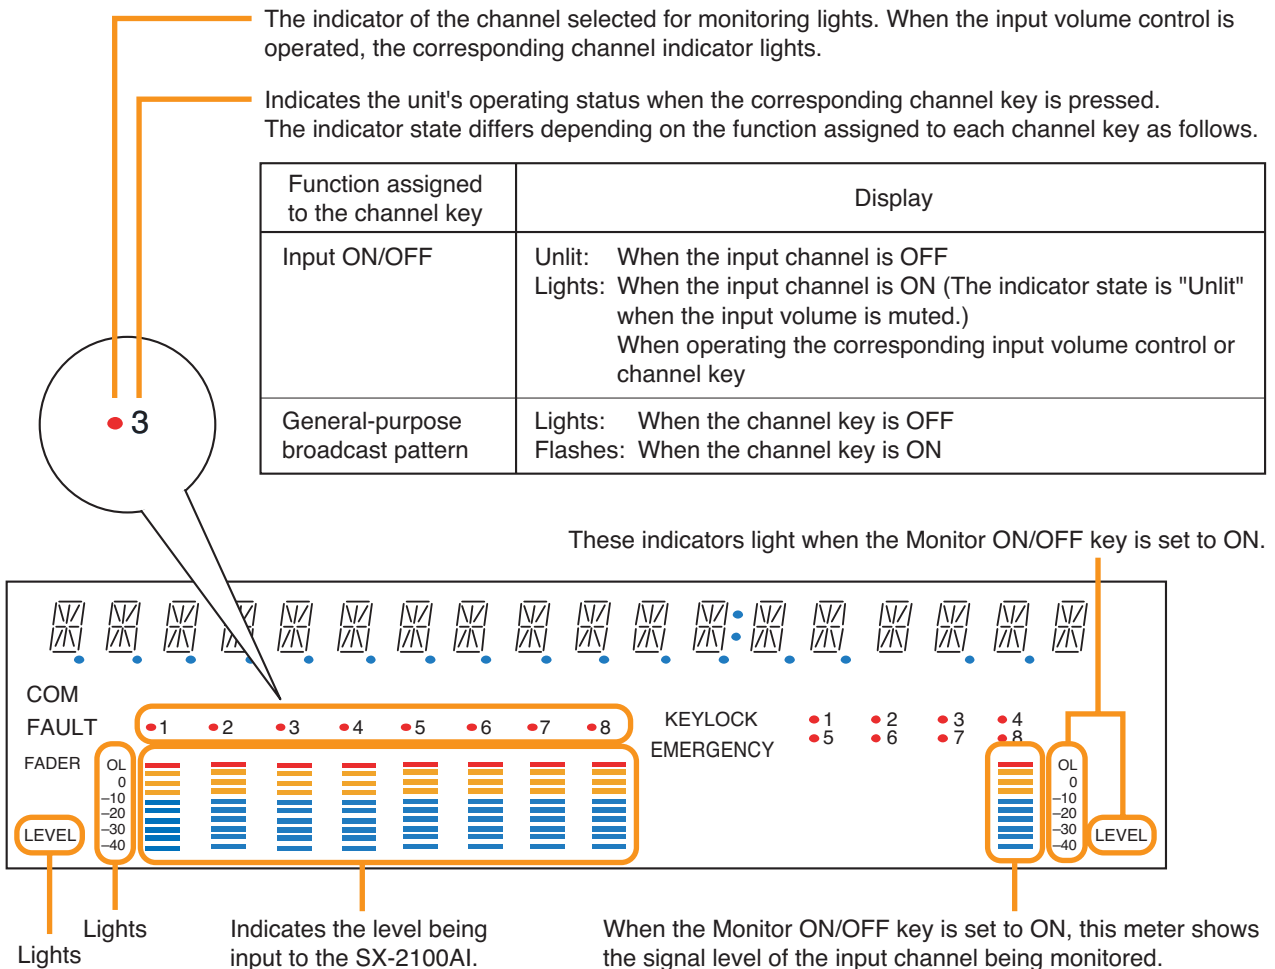 The indicator of the channel selected for monitoring lights. When the input volume control is
operated, the corresponding channel indicator lights.
Indicates the unit's operating status when the corresponding channel key is pressed.
The indicator state differs depending on the function assigned to each channel key as follows.
Function assigned
to the channel key
Display
Input ON/OFF
Unlit: When the input channel is OFF
Lights: When the input channel is ON (The indicator state is "Unlit"
when the input volume is muted.)
When operating the corresponding input volume control or
channel key
General-purpose
broadcast pattern
Lights: When the channel key is OFF
Flashes: When the channel key is ON
3
These indicators light when the Monitor ON/OFF key is set to ON.
COM
FAULT
1 2 3 4 5 6 7 8
KEYLOCK
EMERGENCY
1 2 3 4
5 6 7 8
FADER
OL
0
–10
–20
–30
–40
LEVEL
OL
0
–10
–20
–30
–40
LEVEL
Lights
Lights
Indicates the level being
input to the SX-2100AI.
When the Monitor ON/OFF key is set to ON, this meter shows
the signal level of the input channel being monitored.